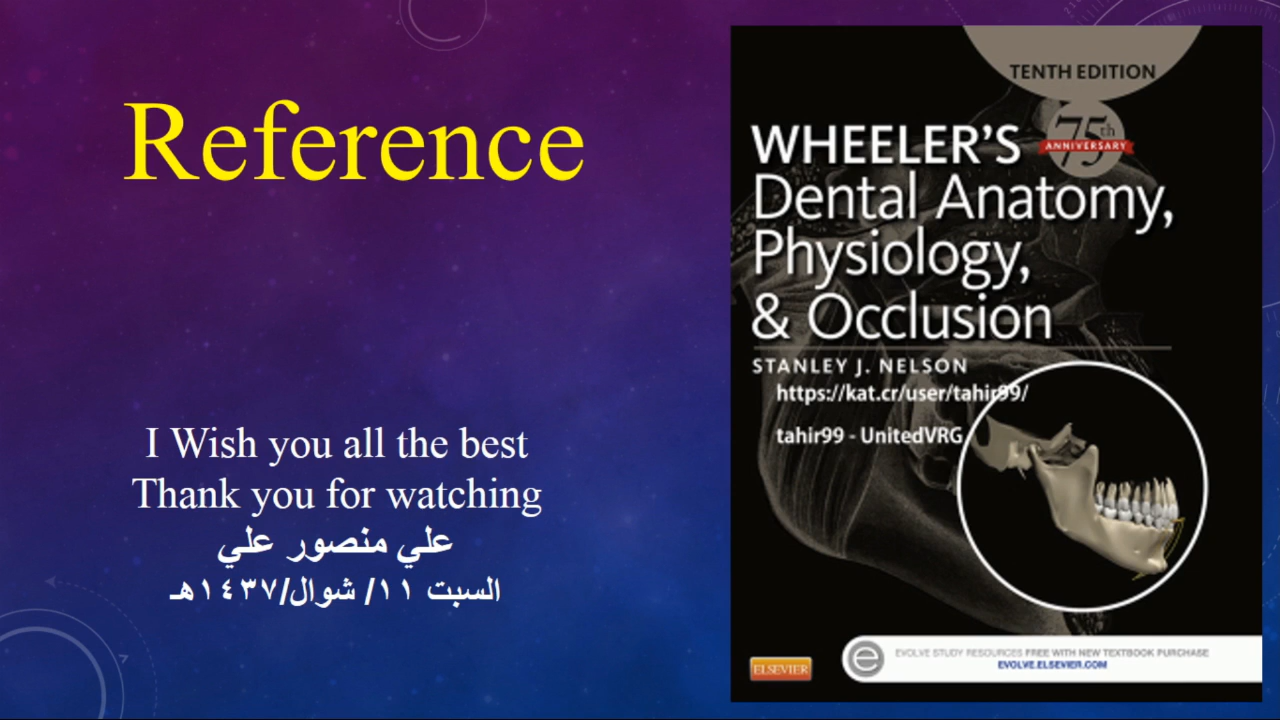 Reference
I Wish you all the best
Thank you for watching
علي منصور علي
السبت ١١/ شوال/١٤٣٧هـ
TENTH EDITION
75th
ANNIVERSARY
WHEELER'S
Dental Anatomy,
Physiology,
& Occlusion
STANLEY J. NELSON
https://kat.cr/user/tahir99/
tahir99 - UnitedVRG
ELSEVIER
e
EVOLVE STUDY RESOURCES FREE WITH NEW TEXTBOOK PURCHASE
EVOLVE.ELSEVIER.COM